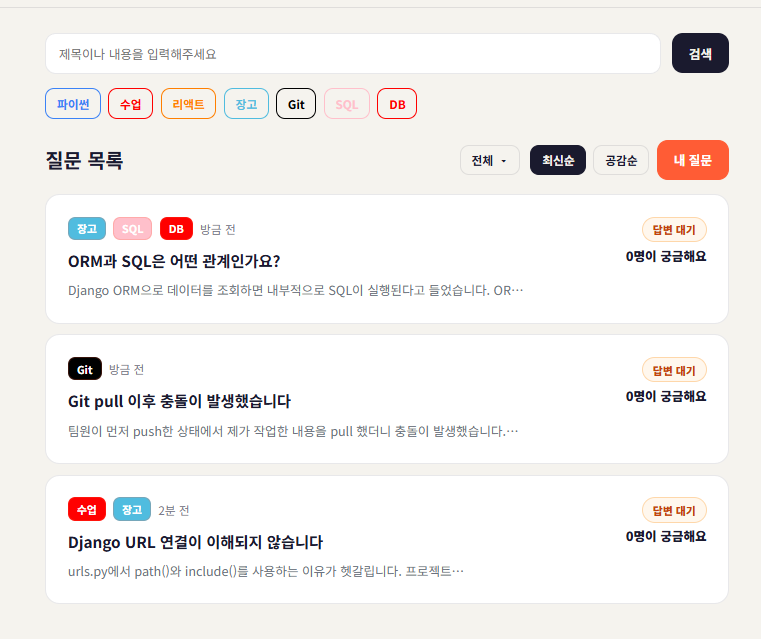 제목이나 내용을 입력해주세요 검색
파이썬 수업 리액트 장고 Git SQL DB
질문 목록 전체 최신순 공감순 내 질문
장고 SQL DB 방금 전 답변 대기
ORM과 SQL은 어떤 관계인가요? 0명이 궁금해요
Django ORM으로 데이터를 조회하면 내부적으로 SQL이 실행된다고 들었습니다. OR…
Git 방금 전 답변 대기
Git pull 이후 충돌이 발생했습니다 0명이 궁금해요
팀원이 먼저 push한 상태에서 제가 작업한 내용을 pull 했더니 충돌이 발생했습니다.…
수업 장고 2분 전 답변 대기
Django URL 연결이 이해되지 않습니다 0명이 궁금해요
urls.py에서 path()와 include()를 사용하는 이유가 헷갈립니다. 프로젝트…